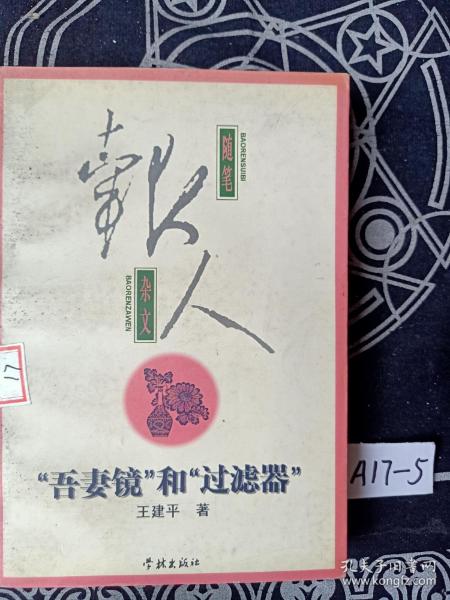 報人
随笔
BAORENSUIBI
杂文
BAORENZAWEN
17
“吾妻镜”和“过滤器”
王建平 著
学林出版社
A17-5
孔夫子旧书网
www.kongfz.com